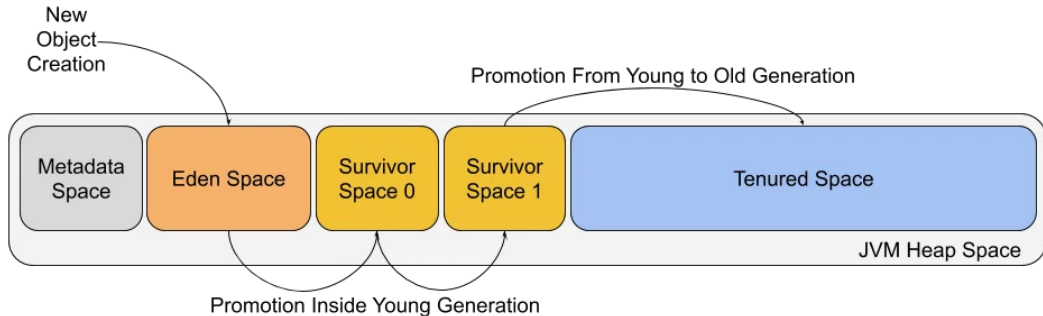 New
Object
Creation
Promotion From Young to Old Generation
Metadata
Space
Eden Space
Survivor
Space 0
Survivor
Space 1
Tenured Space
JVM Heap Space
Promotion Inside Young Generation